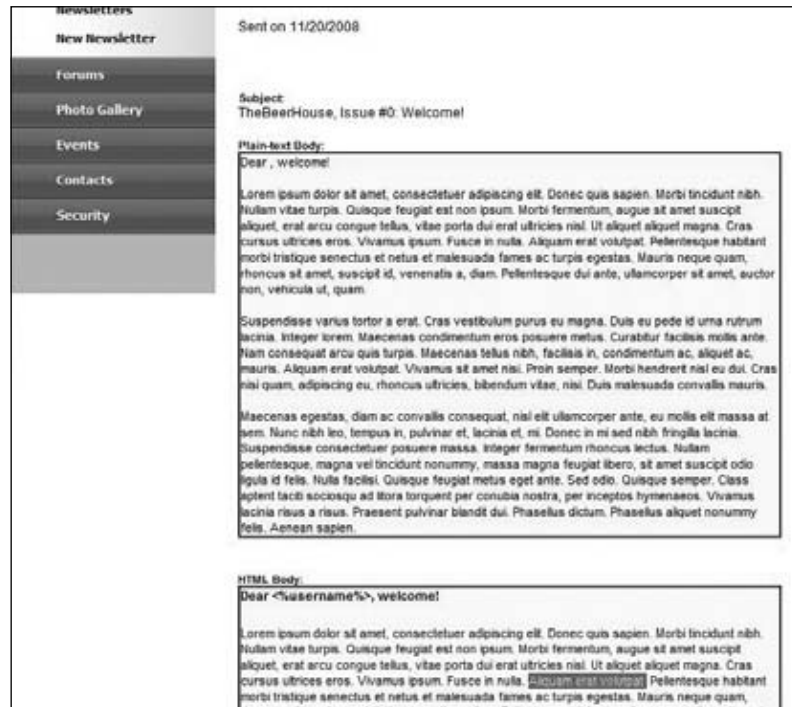 Newsletters
New Newsletter
Forums
Photo Gallery
Events
Contacts
Security
Sent on 11/20/2008
Subject:
TheBeerHouse, Issue #0: Welcome!
Plain-text Body:
Dear , welcome!
Lorem ipsum dolor sit amet, consectetuer adipiscing elit. Donec quis sapien. Morbi tincidunt nibh.
Nullam vitae turpis. Quisque feugiat est non ipsum. Morbi fermentum, augue sit amet suscipit
aliquet, erat arcu congue tellus, vitae porta dui erat ultricies nisl. Ut aliquet aliquet magna. Cras
cursus ultrices eros. Vivamus ipsum. Fusce in nulla. Aliquam erat volutpat. Pellentesque habitant
morbi tristique senectus et netus et malesuada fames ac turpis egestas. Mauris neque quam,
rhoncus sit amet, suscipit id, venenatis a, diam. Pellentesque dui ante, ullamcorper sit amet, auctor
non, vehicula ut, quam.
Suspendisse varius tortor a erat. Cras vestibulum purus eu magna. Duis eu pede id urna rutrum
lacinia. Integer lorem. Maecenas condimentum eros posuere metus. Curabitur facilisis mollis ante.
Nam consequat arcu quis turpis. Maecenas tellus nibh, facilisis in, condimentum ac, aliquet ac,
mauris. Aliquam erat volutpat. Vivamus sit amet nisi. Proin semper. Morbi hendrerit nisl eu dui. Cras
nisi quam, adipiscing eu, rhoncus ultricies, bibendum vitae, nisi. Duis malesuada convallis mauris.
Maecenas egestas, diam ac convallis consequat, nisl elit ullamcorper ante, eu mollis elit massa at
sem. Nunc nibh leo, tempus in, pulvinar et, lacinia et, mi. Donec in mi sed nibh fringilla lacinia.
Suspendisse consectetuer posuere massa. Integer fermentum rhoncus lectus. Nullam
pellentesque, magna vel tincidunt nonummy, massa magna feugiat libero, sit amet suscipit odio
ligula id felis. Nulla facilisi. Quisque feugiat metus eget ante. Sed odio. Quisque semper. Class
aptent taciti sociosqu ad litora torquent per conubia nostra, per inceptos hymenaeos. Vivamus
lacinia risus a risus. Praesent pulvinar blandit dui. Phasellus dictum. Phasellus aliquet nonummy
felis. Aenean sapien.
HTML Body:
Dear <%username%>, welcome!
Lorem ipsum dolor sit amet, consectetuer adipiscing elit. Donec quis sapien. Morbi tincidunt nibh.
Nullam vitae turpis. Quisque feugiat est non ipsum. Morbi fermentum, augue sit amet suscipit
aliquet, erat arcu congue tellus, vitae porta dui erat ultricies nisl. Ut aliquet aliquet magna. Cras
cursus ultrices eros. Vivamus ipsum. Fusce in nulla. Aliquam erat volutpat. Pellentesque habitant
morbi tristique senectus et netus et malesuada fames ac turpis egestas. Mauris neque quam,